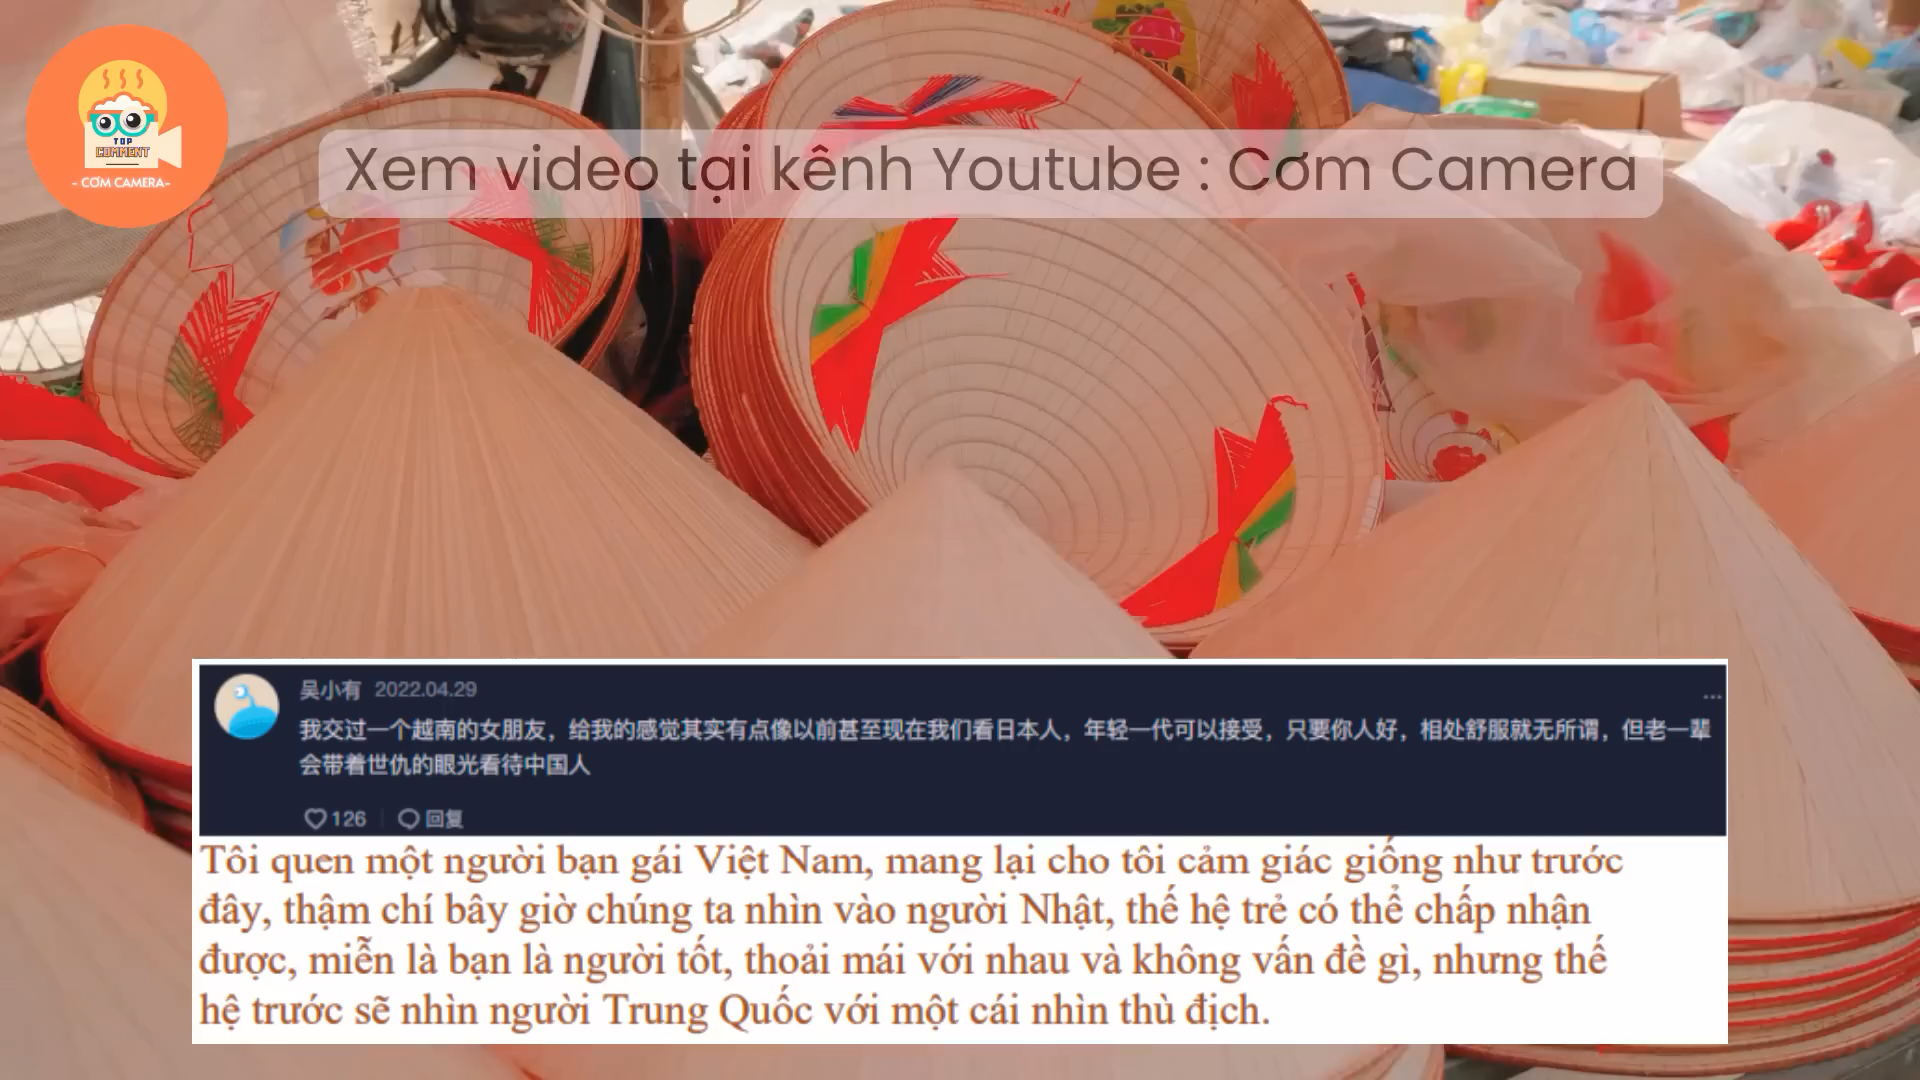 TOP
COMMENT
- CƠM CAMERA-
Xem video tại kênh Youtube : Cơm Camera
吴小有 2022.04.29
我交过一个越南的女朋友，给我的感觉其实有点像以前甚至现在我们看日本人，年轻一代可以接受，只要你人好，相处舒服就无所谓，但老一辈
会带着世仇的眼光看待中国人
126 回复
Tôi quen một người bạn gái Việt Nam, mang lại cho tôi cảm giác giống như trước
đây, thậm chí bây giờ chúng ta nhìn vào người Nhật, thế hệ trẻ có thể chấp nhận
được, miễn là bạn là người tốt, thoải mái với nhau và không vấn đề gì, nhưng thế
hệ trước sẽ nhìn người Trung Quốc với một cái nhìn thù địch.